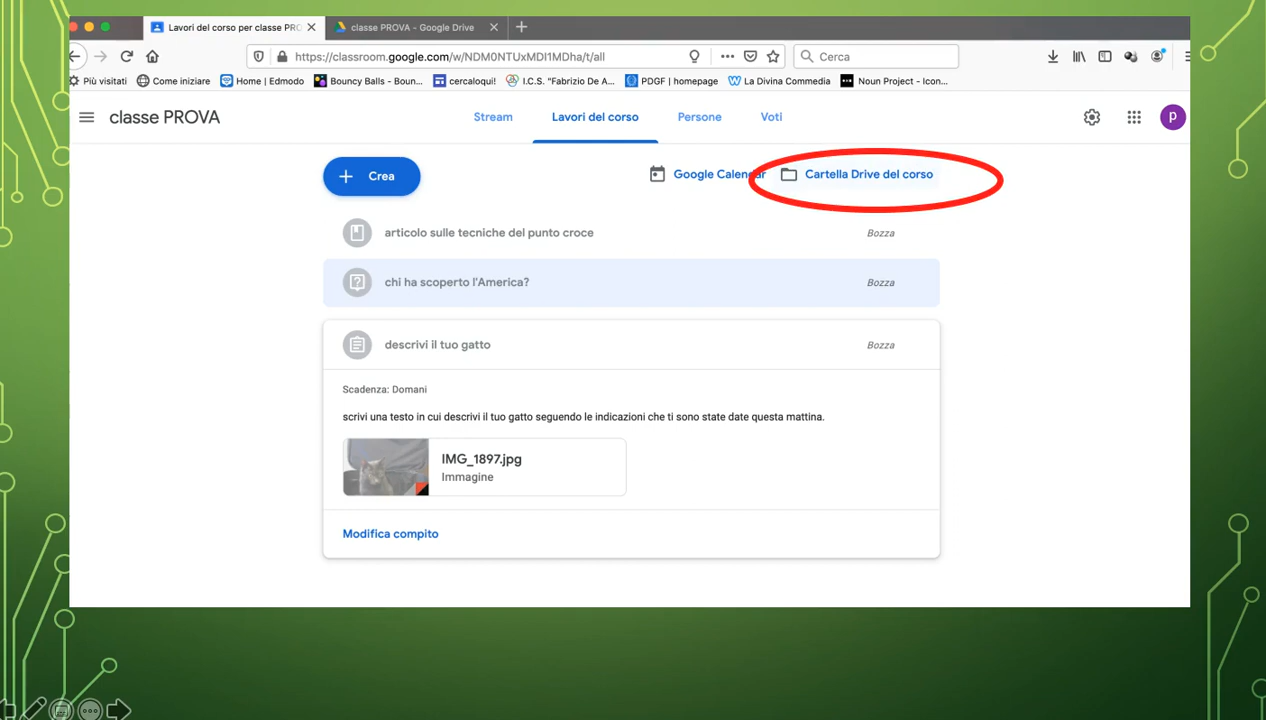 Lavori del corso per classe PRO
classe PROVA - Google Drive
https://classroom.google.com/w/NDM0NTUxMDI1MDha/t/all
Cerca
Più visitati
Come iniziare
Home | Edmodo
Bouncy Balls - Boun...
cercaloqui!
I.C.S. "Fabrizio De A...
PDGF | homepage
La Divina Commedia
Noun Project - Icon...
classe PROVA
Stream
Lavori del corso
Persone
Voti
p
Crea
Google Calendar
Cartella Drive del corso
articolo sulle tecniche del punto croce
Bozza
chi ha scoperto l'America?
Bozza
descrivi il tuo gatto
Bozza
Scadenza: Domani
scrivi una testo in cui descrivi il tuo gatto seguendo le indicazioni che ti sono state date questa mattina.
IMG_1897.jpg
Immagine
Modifica compito